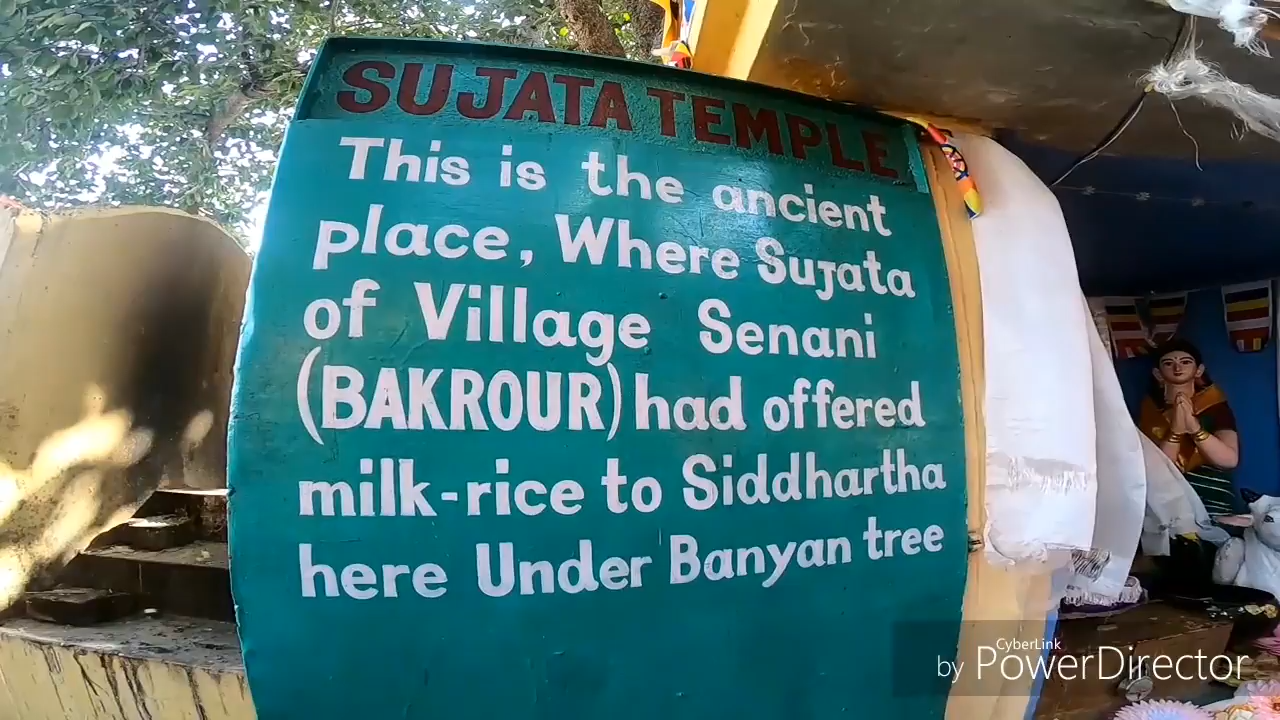 SUJATA TEMPLE
This is the ancient
place, Where Sujata
of Village Senani
(BAKROUR) had offered
milk-rice to Siddhartha
here Under Banyan tree
CyberLink
by PowerDirector